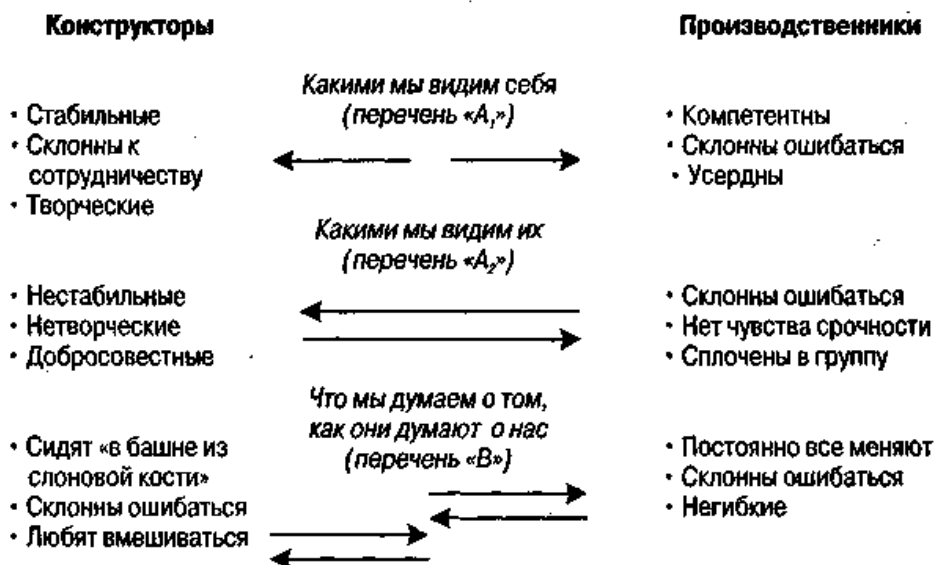 Конструкторы
Производственники
Какими мы видим себя
(перечень «А₁»)
• Стабильные
• Склонны к
сотрудничеству
• Творческие
• Компетентны
• Склонны ошибаться
• Усердны
Какими мы видим их
(перечень «А₂»)
• Нестабильные
• Нетворческие
• Добросовестные
• Склонны ошибаться
• Нет чувства срочности
• Сплочены в группу
Что мы думаем о том,
как они думают о нас
(перечень «В»)
• Сидят «в башне из
слоновой кости»
• Склонны ошибаться
• Любят вмешиваться
• Постоянно все меняют
• Склонны ошибаться
• Негибкие